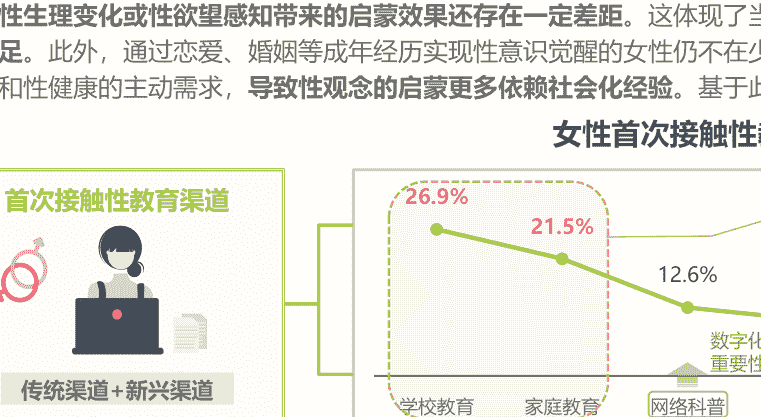 性生理变化或性欲望感知带来的启蒙效果还存在一定差距。这体现了当
足。此外，通过恋爱、婚姻等成年经历实现性意识觉醒的女性仍不在少
和性健康的主动需求，导致性观念的启蒙更多依赖社会化经验。基于此
女性首次接触性教
首次接触性教育渠道
26.9%
21.5%
12.6%
数字化
重要性
传统渠道+新兴渠道
学校教育
家庭教育
网络科普